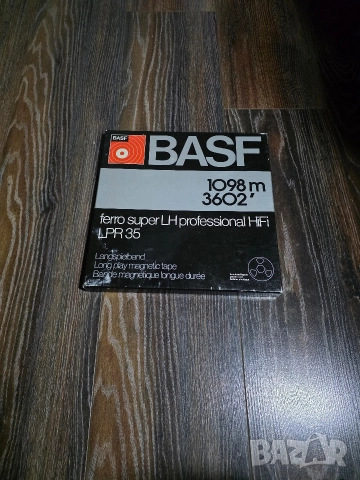 BASF
BASF
1098 m
3602'
ferro super LH professional HiFi
LPR 35
Langspielband
Long play magnetic tape
Bande magnétique longue durée
BAZAR